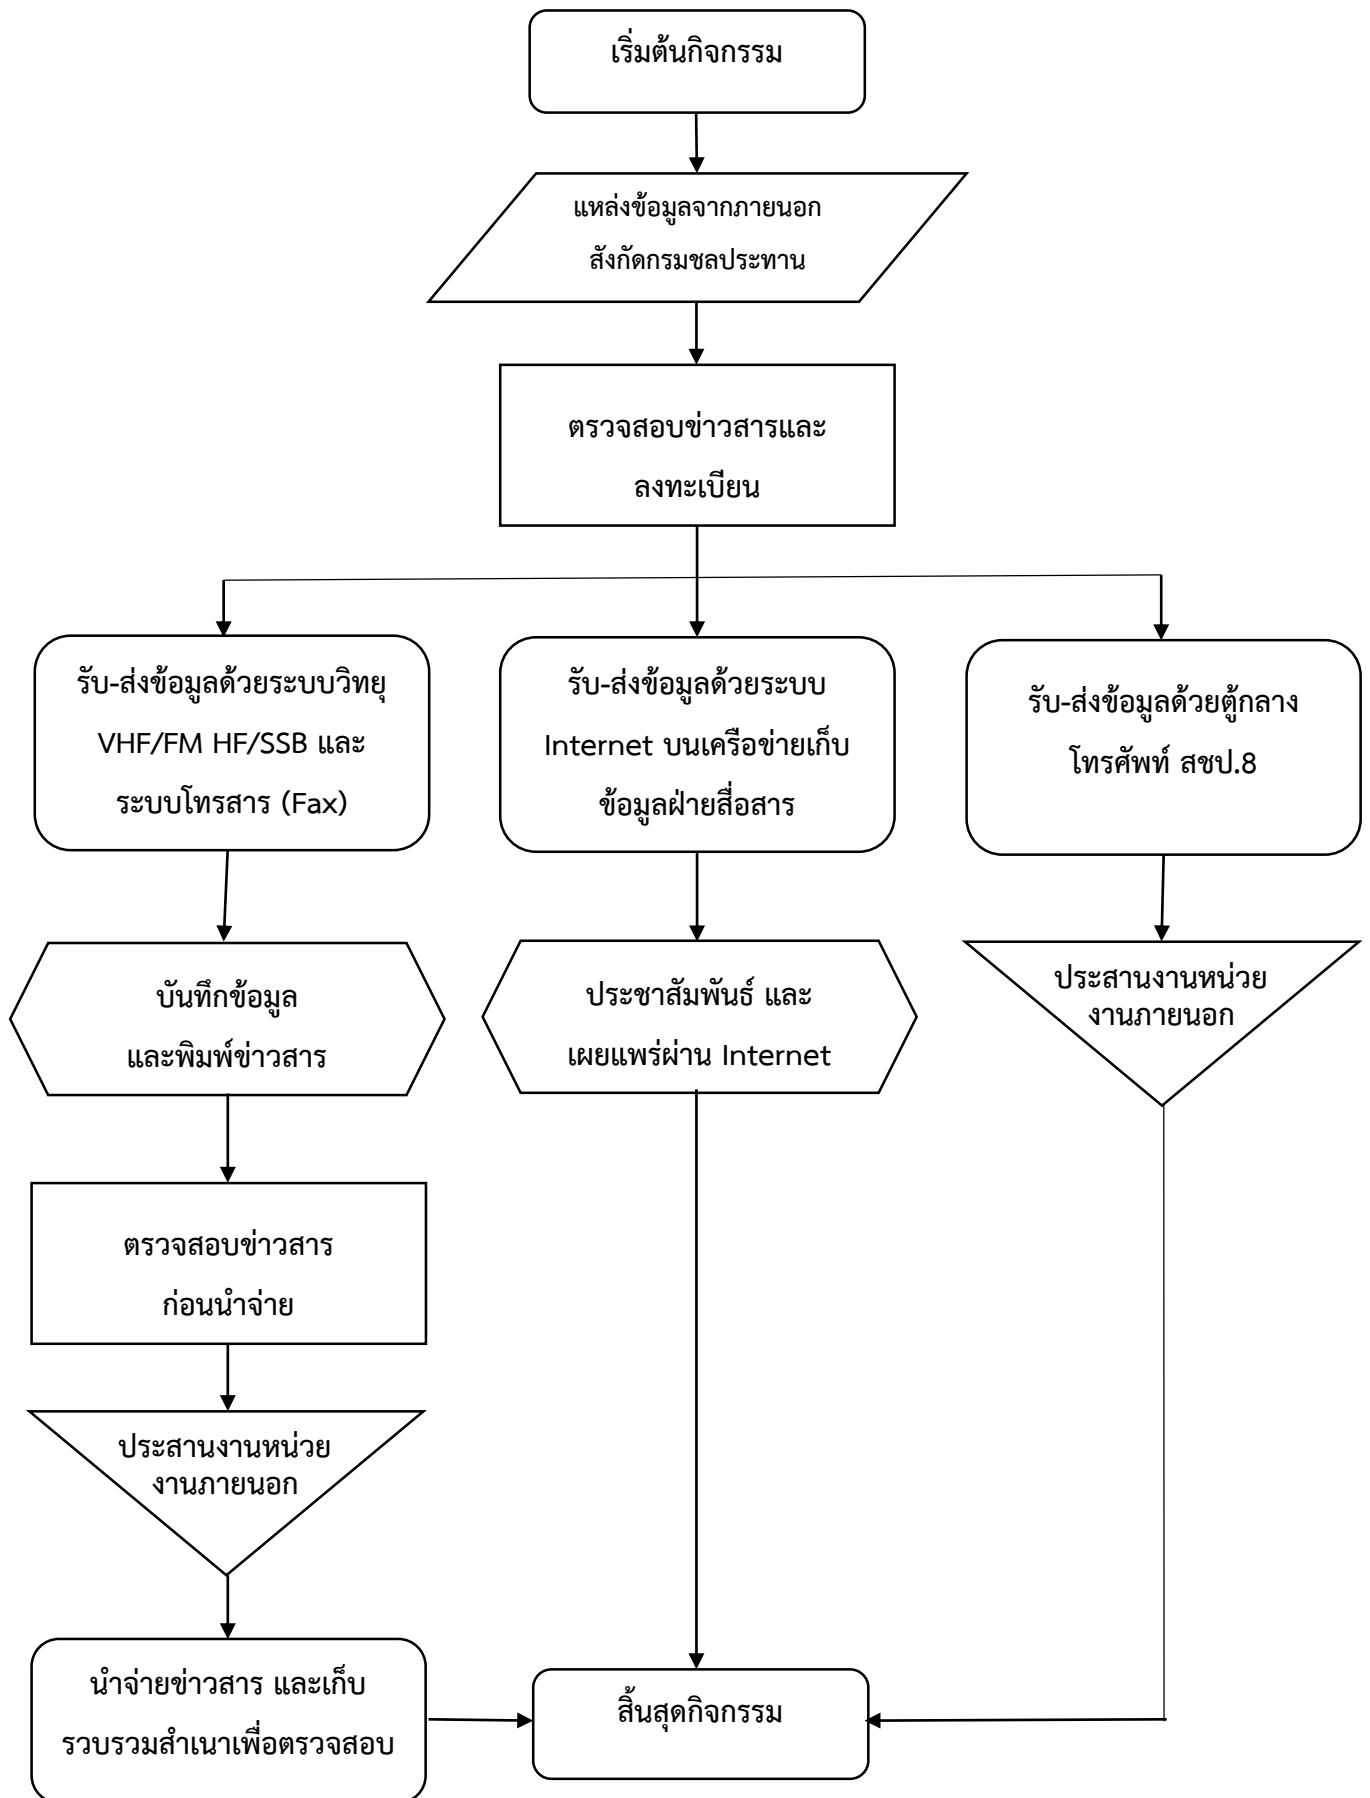 เริ่มต้นกิจกรรม
แหล่งข้อมูลจากภายนอก
สังกัดกรมชลประทาน
ตรวจสอบข่าวสารและ
ลงทะเบียน
รับ-ส่งข้อมูลด้วยระบบวิทยุ
VHF/FM HF/SSB และ
ระบบโทรสาร (Fax)
รับ-ส่งข้อมูลด้วยระบบ
Internet บนเครือข่ายเก็บ
ข้อมูลฝ่ายสื่อสาร
รับ-ส่งข้อมูลด้วยตู้กลาง
โทรศัพท์ สชป.8
บันทึกข้อมูล
และพิมพ์ข่าวสาร
ประชาสัมพันธ์ และ
เผยแพร่ผ่าน Internet
ประสานงานหน่วย
งานภายนอก
ตรวจสอบข่าวสาร
ก่อนนำจ่าย
ประสานงานหน่วย
งานภายนอก
นำจ่ายข่าวสาร และเก็บ
รวบรวมสำเนาเพื่อตรวจสอบ
สิ้นสุดกิจกรรม